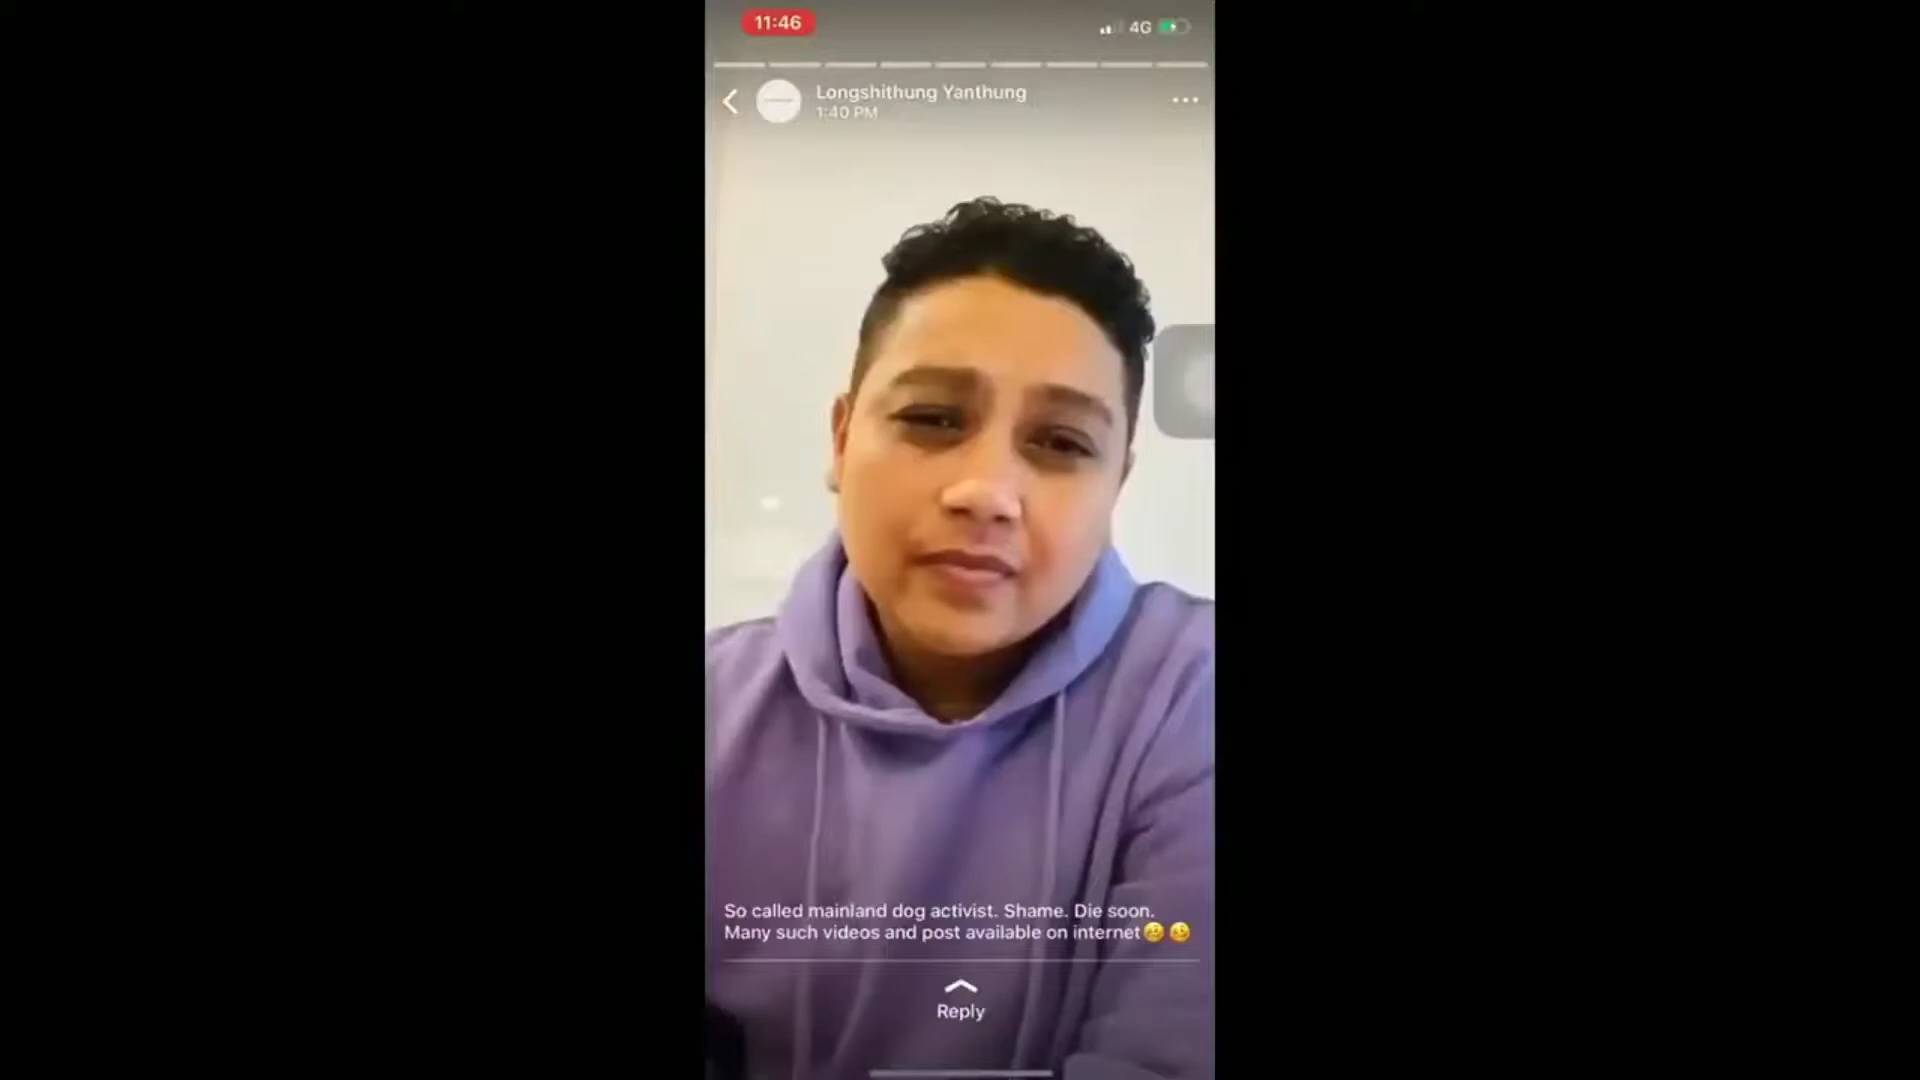 11:46
4G
Longshithung Yanthung
1:40 PM
So called mainland dog activist. Shame. Die soon.
Many such videos and post available on internet🥴🥴
Reply